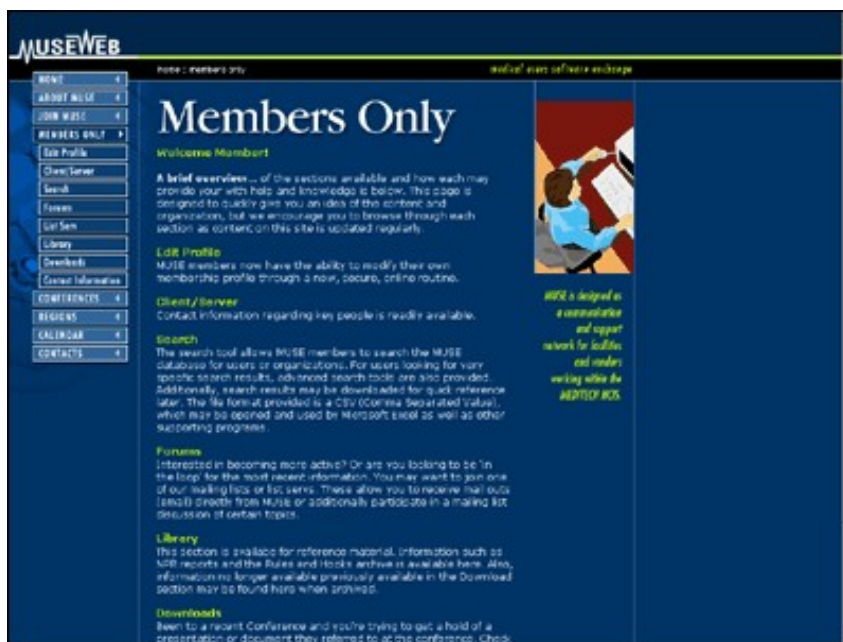 MUSEWEB
home : members only
medical users software exchange
HOME
ABOUT MUSE
JOIN MUSE
MEMBERS ONLY
Edit Profile
Client/Server
Search
Forums
List Serv
Library
Downloads
Contact Information
CONFERENCES
REGIONS
CALENDAR
CONTACTS
Members Only
Welcome Member!
A brief overview... of the sections available and how each may
provide your with help and knowledge is below. This page is
designed to quickly give you an idea of the content and
organization, but we encourage you to browse through each
section as content on this site is updated regularly.
Edit Profile
MUSE members now have the ability to modify their own
membership profile through a new, secure, online routine.
Client/Server
Contact information regarding key people is readily available.
Search
The search tool allows MUSE members to search the MUSE
database for users or organizations. For users looking for very
specific search results, advanced search tools are also provided.
Additionally, search results may be downloaded for quick reference
later. The file format provided is a CSV (Comma Separated Value),
which may be opened and used by Microsoft Excel as well as other
supporting programs.
Forums
Interested in becoming more active? Or are you looking to be 'in
the loop' for the most recent information. You may want to join one
of our mailing lists or list servs. These allow you to receive mail outs
(email) directly from MUSE or additionally participate in a mailing list
discussion of certain topics.
Library
This section is available for reference material. Information such as
NPR reports and the Rules and Hooks archive is available here. Also,
information no longer available previously available in the Download
section may be found here when archived.
Downloads
Been to a recent Conference and you're trying to get a hold of a
presentation or document they referred to at the conference. Check
MUSE is designed as
a communication
and support
network for facilities
and vendors
working within the
MEDITECH HCIS.